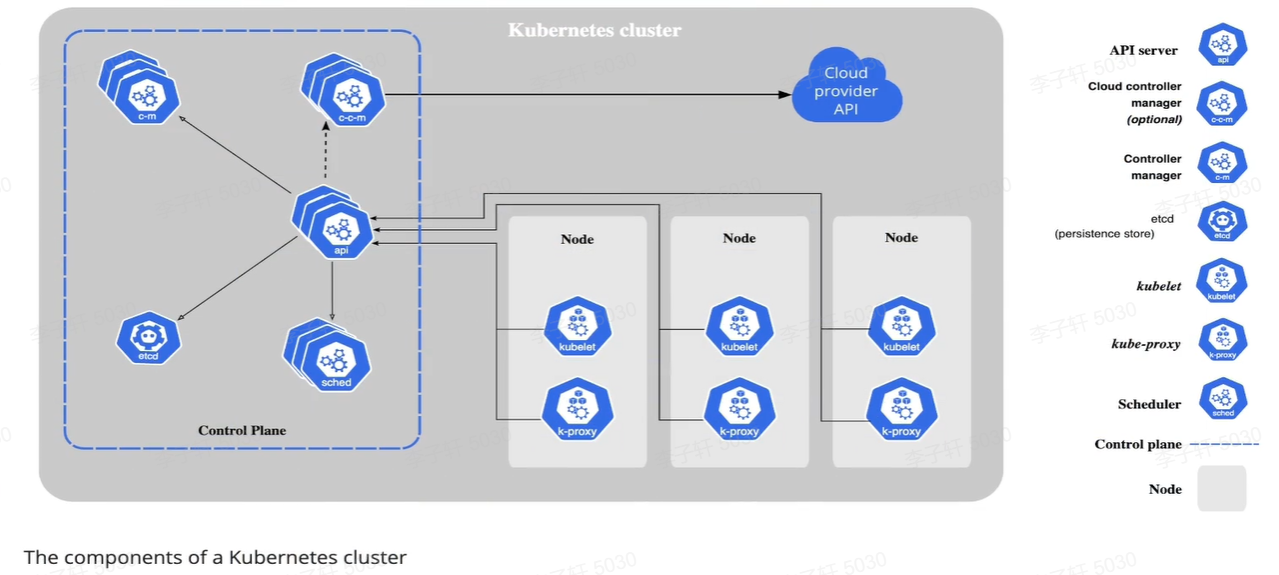 Kubernetes cluster
API server
api
Cloud controller
manager
(optional)
c-c-m
Controller
manager
c-m
etcd
(persistence store)
etcd
kubelet
kubelet
kube-proxy
k-proxy
Scheduler
sched
Control plane
Node
c-m
c-c-m
Cloud
provider
API
api
etcd
sched
Control Plane
Node
kubelet
k-proxy
Node
kubelet
k-proxy
Node
kubelet
k-proxy
The components of a Kubernetes cluster
李子轩 5030